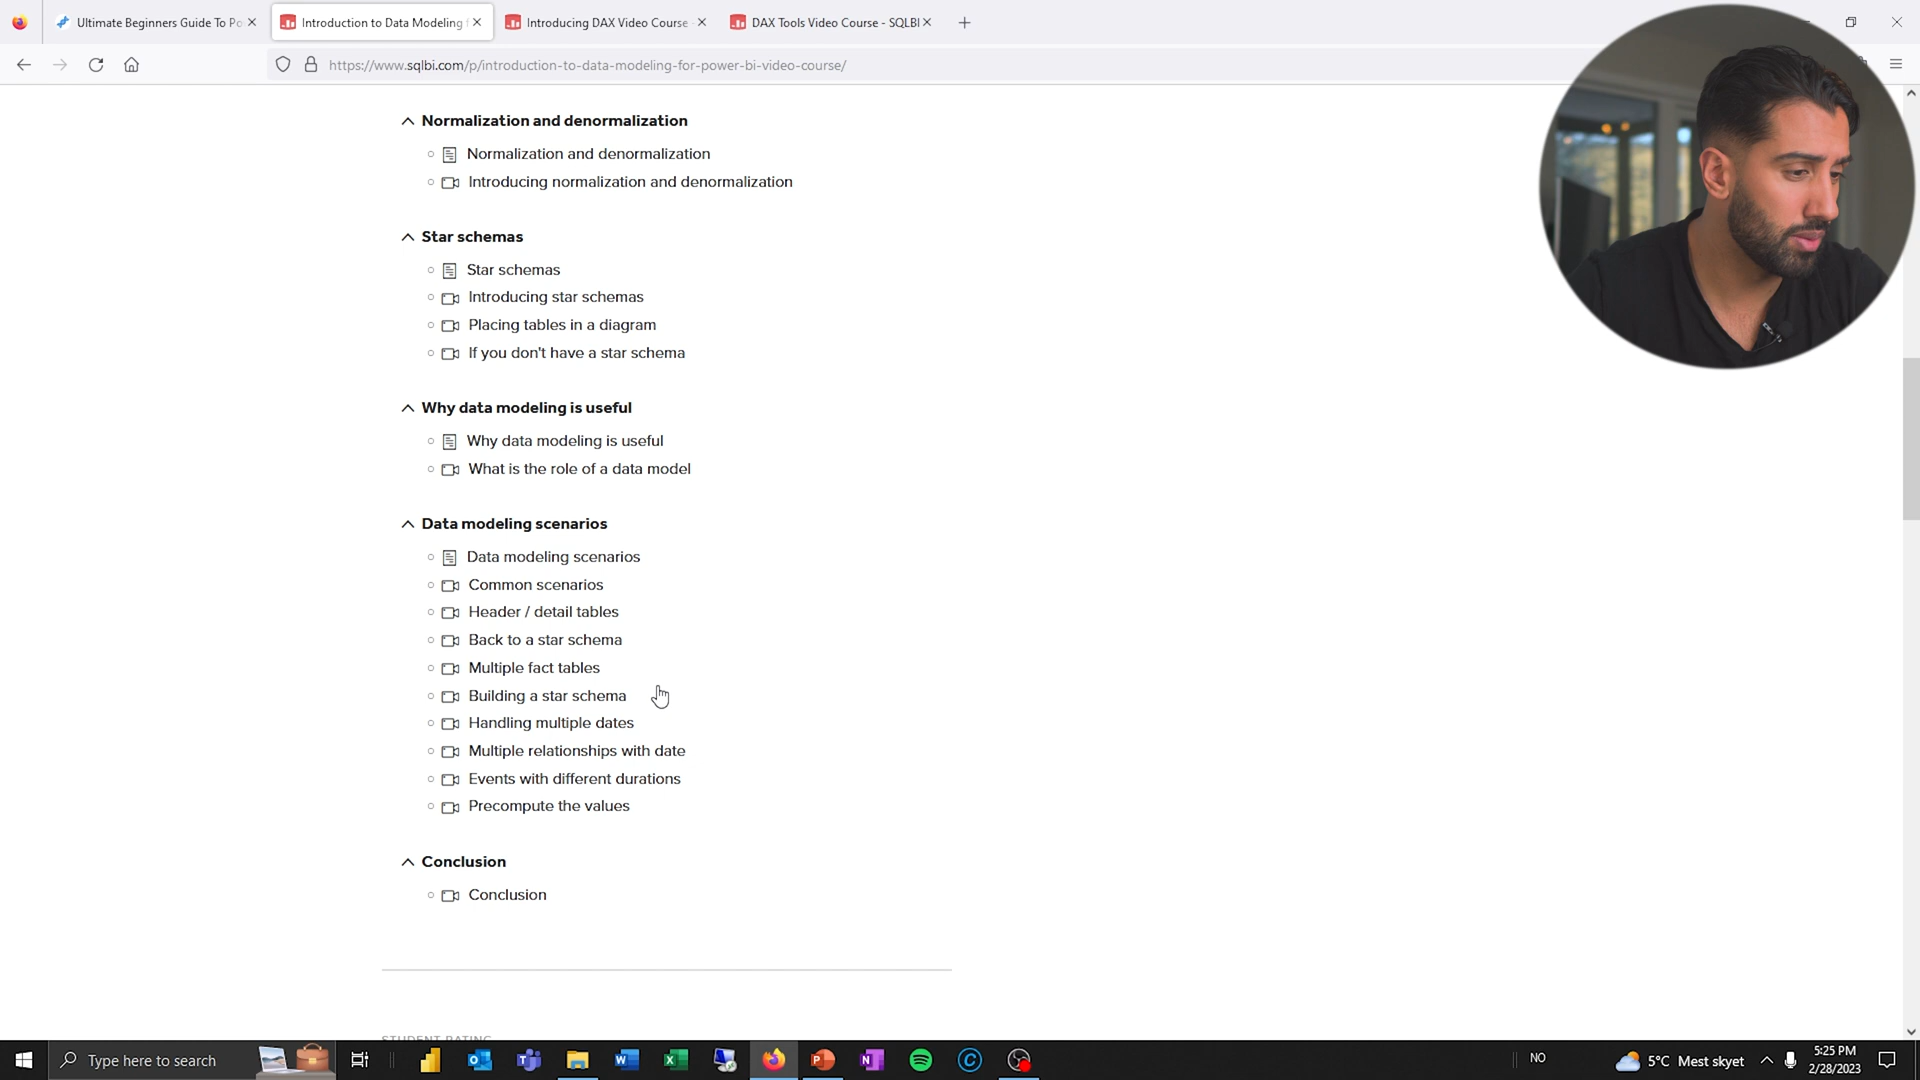 Ultimate Beginners Guide To Po
Introduction to Data Modeling f
Introducing DAX Video Course -
DAX Tools Video Course - SQLBI
https://www.sqlbi.com/p/introduction-to-data-modeling-for-power-bi-video-course/
Normalization and denormalization
Normalization and denormalization
Introducing normalization and denormalization
Star schemas
Star schemas
Introducing star schemas
Placing tables in a diagram
If you don't have a star schema
Why data modeling is useful
Why data modeling is useful
What is the role of a data model
Data modeling scenarios
Data modeling scenarios
Common scenarios
Header / detail tables
Back to a star schema
Multiple fact tables
Building a star schema
Handling multiple dates
Multiple relationships with date
Events with different durations
Precompute the values
Conclusion
Conclusion
STUDENT RATING
Type here to search
NO
5°C Mest skyet
5:25 PM
2/28/2023